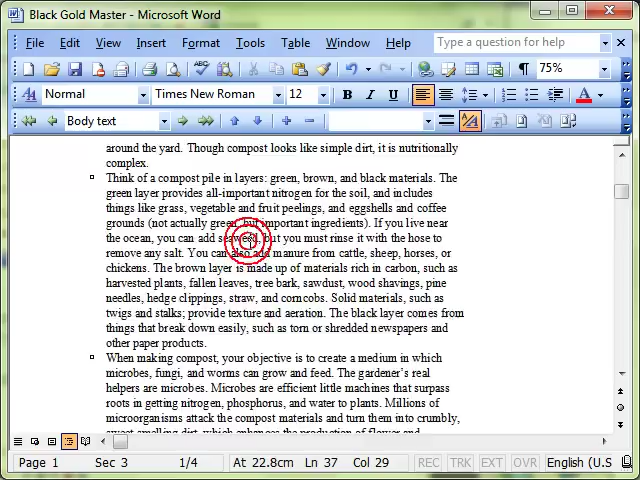 Black Gold Master - Microsoft Word
File Edit View Insert Format Tools Table Window Help Type a question for help
75%
Normal Times New Roman 12 B I U A
Body text
around the yard. Though compost looks like simple dirt, it is nutritionally
complex.
Think of a compost pile in layers: green, brown, and black materials. The
green layer provides all-important nitrogen for the soil, and includes
things like grass, vegetable and fruit peelings, and eggshells and coffee
grounds (not actually green, but important ingredients). If you live near
the ocean, you can add seaweed, but you must rinse it with the hose to
remove any salt. You can also add manure from cattle, sheep, horses, or
chickens. The brown layer is made up of materials rich in carbon, such as
harvested plants, fallen leaves, tree bark, sawdust, wood shavings, pine
needles, hedge clippings, straw, and corncobs. Solid materials, such as
twigs and stalks; provide texture and aeration. The black layer comes from
things that break down easily, such as torn or shredded newspapers and
other paper products.
When making compost, your objective is to create a medium in which
microbes, fungi, and worms can grow and feed. The gardener's real
helpers are microbes. Microbes are efficient little machines that surpass
roots in getting nitrogen, phosphorus, and water to plants. Millions of
microorganisms attack the compost materials and turn them into crumbly,
sweet smelling dirt, which enhances the production of flower and
Page 1 Sec 3 1/4 At 22.8cm Ln 37 Col 29 REC TRK EXT OVR English (U.S